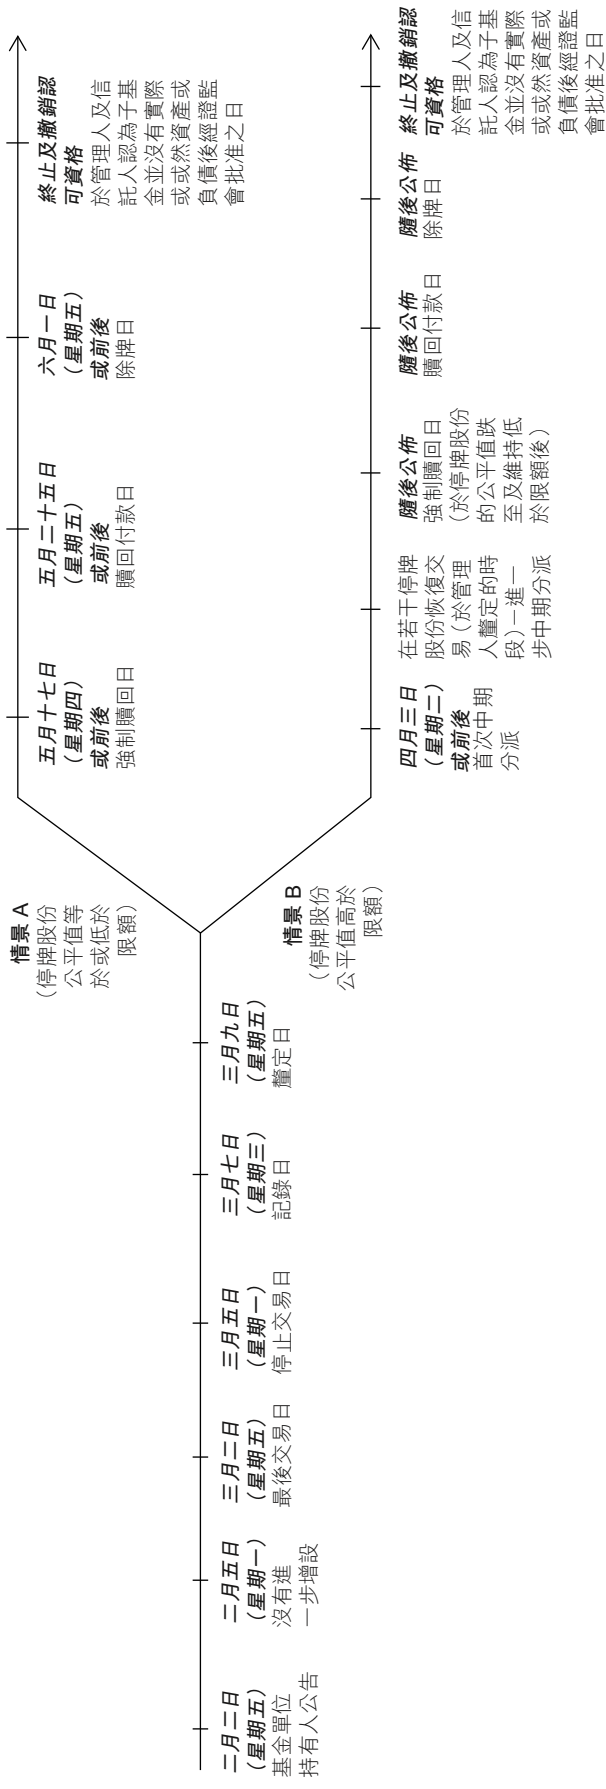 二月二日
（星期五）
基金單位
持有人公告
二月五日
（星期一）
沒有進
一步增設
三月二日
（星期五）
最後交易日
三月五日
（星期一）
停止交易日
三月七日
（星期三）
記錄日
三月九日
（星期五）
釐定日
情景 A
（停牌股份
公平值等
於或低於
限額）
五月十七日
（星期四）
或前後
強制贖回日
五月二十五日
（星期五）
或前後
贖回付款日
六月一日
（星期五）
或前後
除牌日
終止及撤銷認
可資格
於管理人及信
託人認為子基
金並沒有實際
或或然資產或
負債後經證監
會批准之日
情景 B
（停牌股份
公平值高於
限額）
四月三日
（星期二）
或前後
首次中期
分派
在若干停牌
股份恢復交
易（於管理
人釐定的時
段）－進一
步中期分派
隨後公佈
強制贖回日
（於停牌股份
的公平值跌
至及維持低
於限額後）
隨後公佈
贖回付款日
隨後公佈
除牌日
終止及撤銷認
可資格
於管理人及信
託人認為子基
金並沒有實際
或或然資產或
負債後經證監
會批准之日